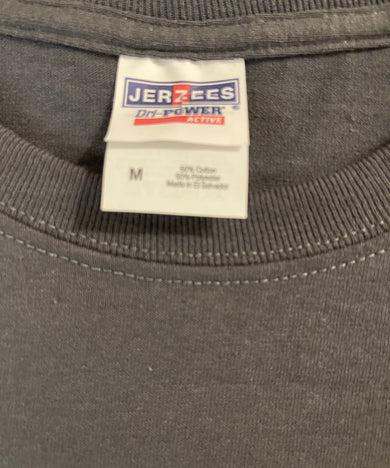 JERZEES
Dri-POWER®
ACTIVE
M
50% Cotton
50% Polyester
Made in El Salvador